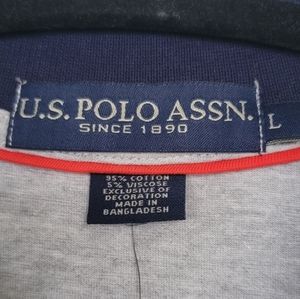 U.S. POLO ASSN.
SINCE 1890
L
95% COTTON
5% VISCOSE
EXCLUSIVE OF
DECORATION
MADE IN
BANGLADESH